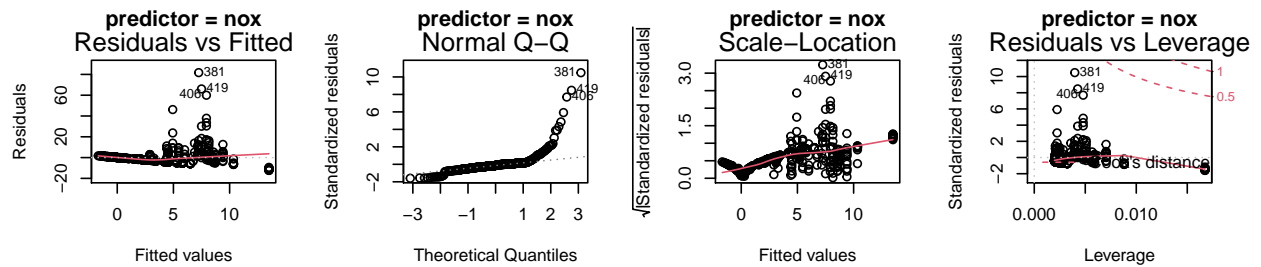 predictor = nox
Residuals vs Fitted
Residuals
−20
20
60
0
5
10
Fitted values
381
419
406
predictor = nox
Normal Q−Q
Standardized residuals
−2
2
6
10
−3
−1
1
2
3
Theoretical Quantiles
381
419
406
predictor = nox
Scale−Location
√|Standardized residuals|
0.0
1.5
3.0
0
5
10
Fitted values
381
419
406
predictor = nox
Residuals vs Leverage
Standardized residuals
−2
2
6
10
0.000
0.010
Leverage
381
419
406
1
0.5
's distance